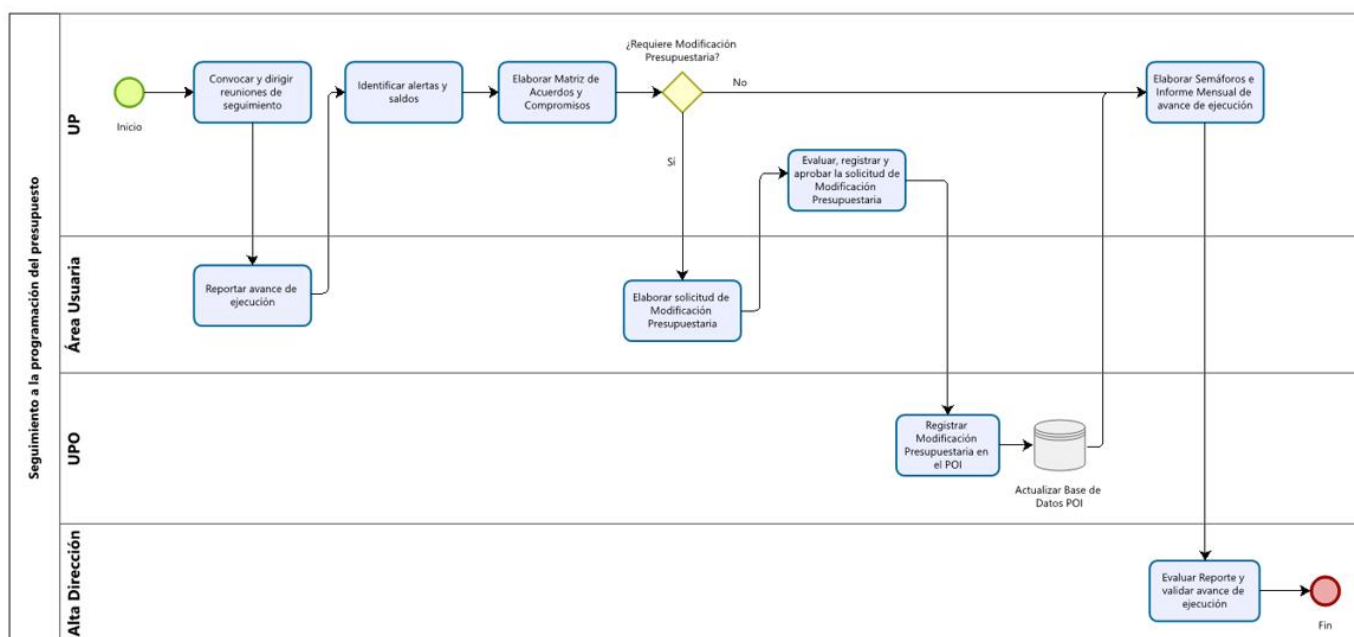 Seguimiento a la programación del presupuesto
UP
Inicio
Convocar y dirigir
reuniones de
seguimiento
Identificar alertas y
saldos
Elaborar Matriz de
Acuerdos y
Compromisos
¿Requiere Modificación
Presupuestaria?
No
Sí
Evaluar, registrar y
aprobar la solicitud de
Modificación
Presupuestaria
Elaborar Semáforos e
Informe Mensual de
avance de ejecución
Área Usuaria
Reportar avance de
ejecución
Elaborar solicitud de
Modificación
Presupuestaria
UPO
Registrar
Modificación
Presupuestaria en
el POI
Actualizar Base de
Datos POI
Alta Dirección
Evaluar Reporte y
validar avance de
ejecución
Fin